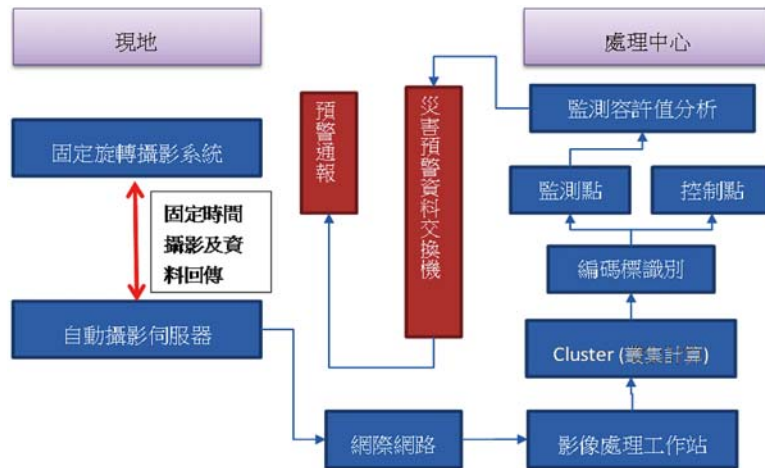 現地
處理中心
固定旋轉攝影系統
固定時間
攝影及資
料回傳
自動攝影伺服器
預警通報
災害預警資料交換機
監測容許值分析
監測點
控制點
編碼標識別
Cluster (叢集計算)
網際網路
影像處理工作站